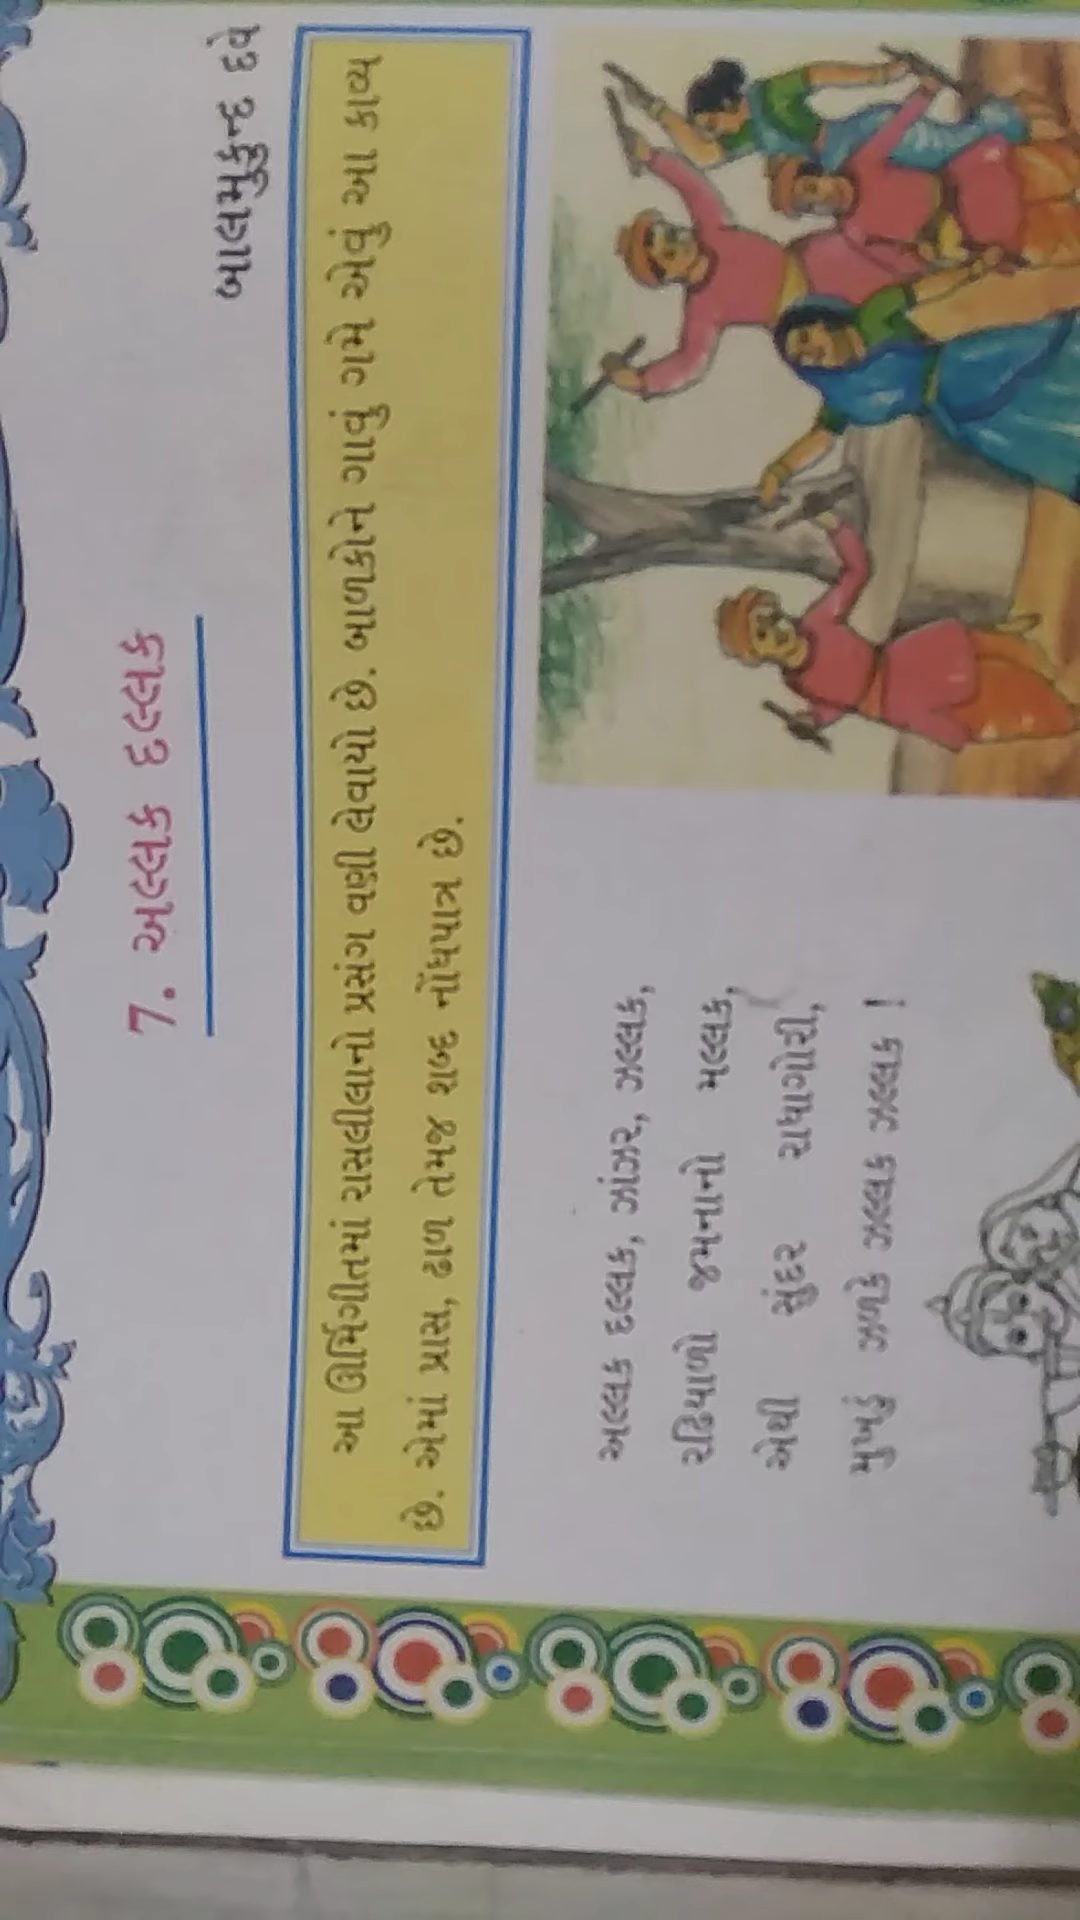 7. અલ્લક દલ્લક
બાલમુકુન્દ દવે
આ ઊર્મિગીતમાં રાસલીલાનો પ્રસંગ વણી લેવાયો છે. બાળકોને ગાવું ગમે એવું આ કાવ્ય
છે. એમાં પ્રાસ, ઢાળ તેમજ શબ્દ નોંધપાત્ર છે.
અલ્લક દલ્લક, ઝાંઝર, ઝલ્લક,
રઢિયાળો જમનાનો મલ્લક,
એથી સુંદર રાધાગોરી,
મુખડું ઝળકે ઝલ્લક ઝલ્લક !